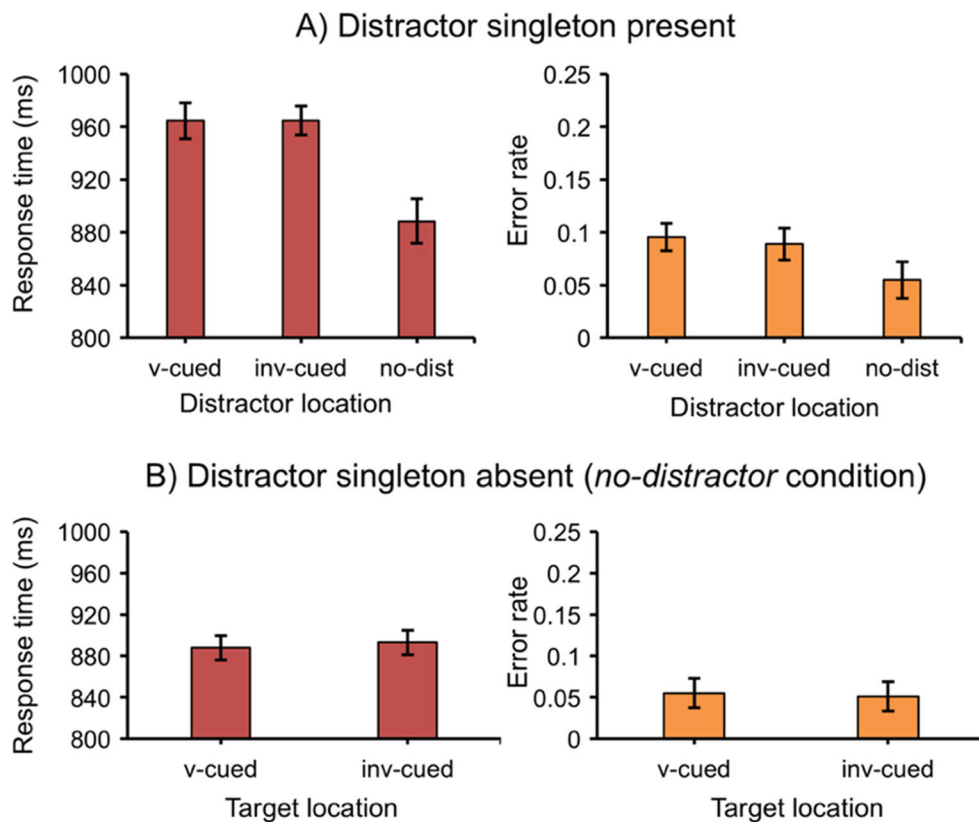 A) Distractor singleton present
Response time (ms)
1000
960
920
880
840
800
v-cued inv-cued no-dist
Distractor location
Error rate
0.25
0.2
0.15
0.1
0.05
0
v-cued inv-cued no-dist
Distractor location
B) Distractor singleton absent (no-distractor condition)
Response time (ms)
1000
960
920
880
840
800
v-cued inv-cued
Target location
Error rate
0.25
0.2
0.15
0.1
0.05
0
v-cued inv-cued
Target location